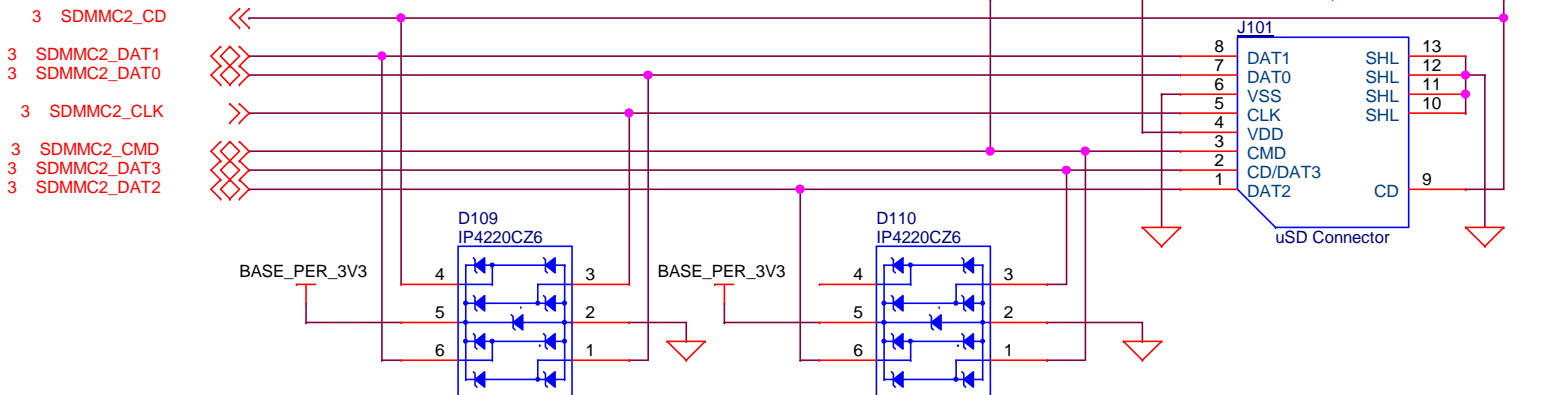 3 SDMMC2_CD
3 SDMMC2_DAT1
3 SDMMC2_DAT0
3 SDMMC2_CLK
3 SDMMC2_CMD
3 SDMMC2_DAT3
3 SDMMC2_DAT2
J101
8 DAT1 SHL 13
7 DAT0 SHL 12
6 VSS SHL 11
5 CLK SHL 10
4 VDD
3 CMD
2 CD/DAT3
1 DAT2 CD 9
uSD Connector
D109
IP4220CZ6
BASE_PER_3V3
4 3
5 2
6 1
D110
IP4220CZ6
BASE_PER_3V3
4 3
5 2
6 1